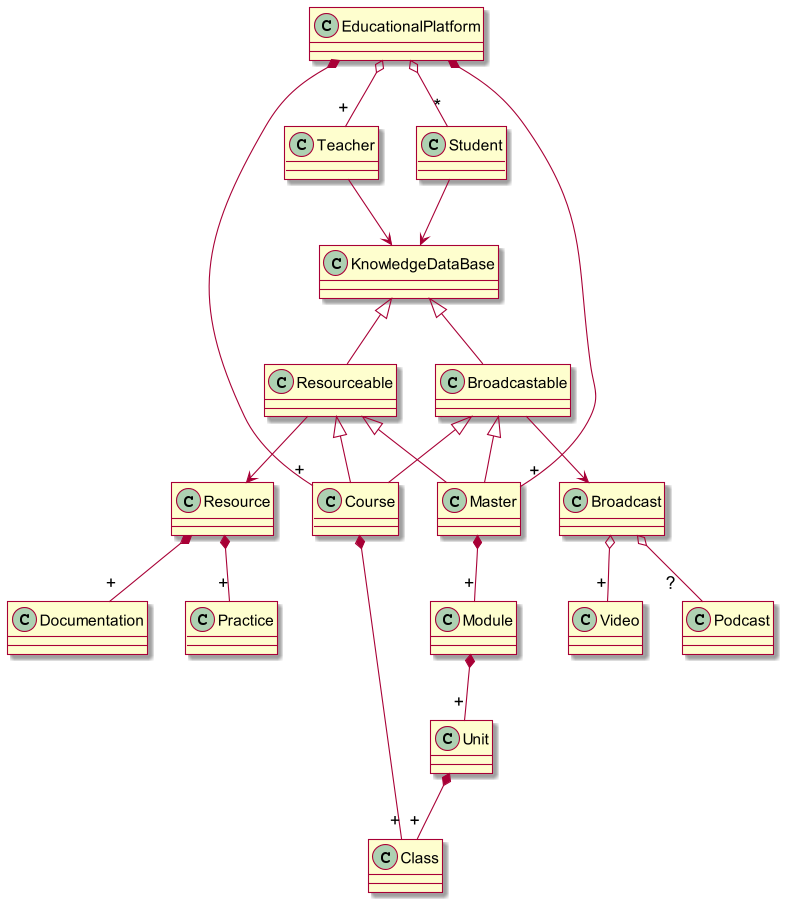 C EducationalPlatform
+ *
C Teacher
C Student
C KnowledgeDataBase
C Resourceable
C Broadcastable
+ +
C Resource
C Course
C Master
C Broadcast
+ + + + ?
C Documentation
C Practice
C Module
C Video
C Podcast
+
C Unit
+ +
C Class